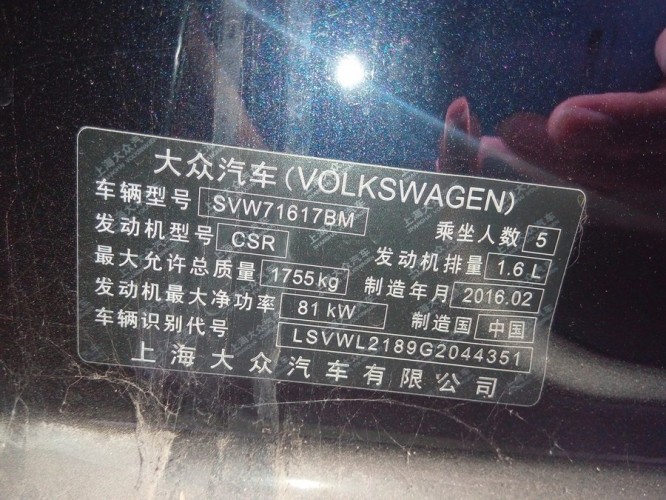 大众汽车(VOLKSWAGEN)
车辆型号 SVW71617BM 乘坐人数 5
发动机型号 CSR 发动机排量 1.6 L
最大允许总质量 1755kg 制造年月 2016.02
发动机最大净功率 81 kW 制造国 中国
车辆识别代号 LSVWL2189G2044351
上海大众汽车有限公司